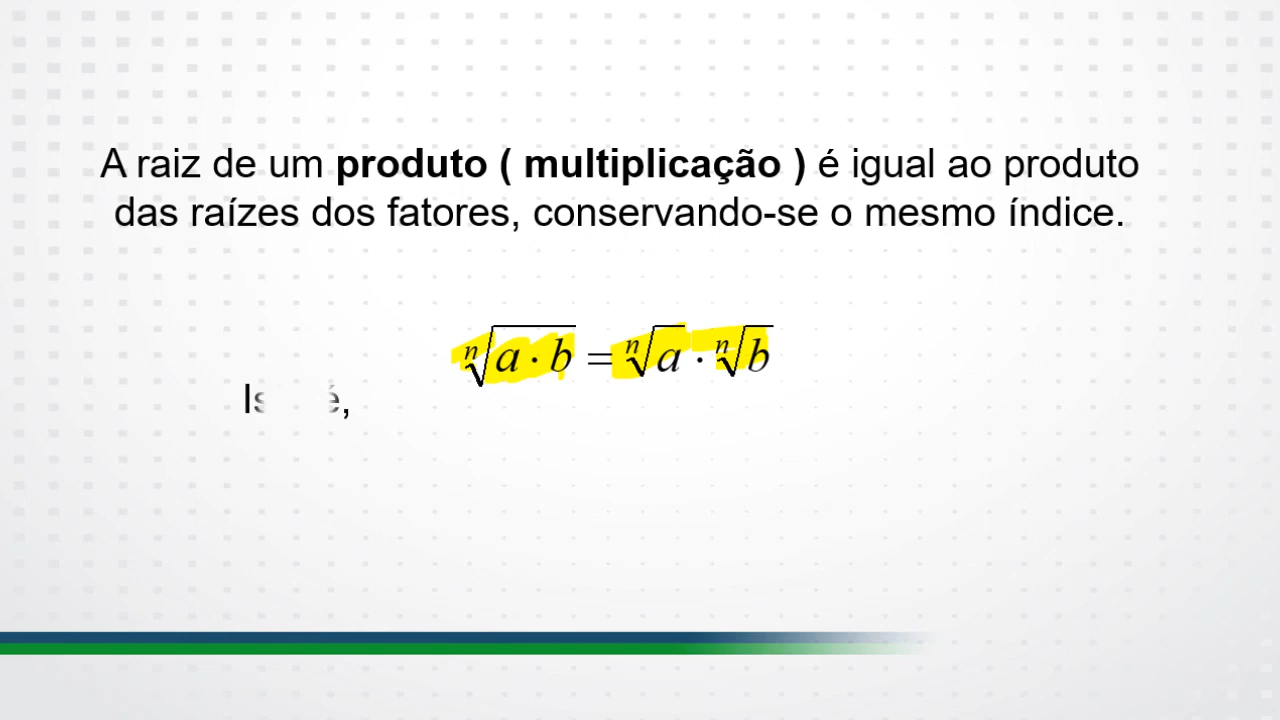 A raiz de um produto ( multiplicação ) é igual ao produto
das raízes dos fatores, conservando-se o mesmo índice.
ⁿ√(a · b) = ⁿ√a · ⁿ√b
é,